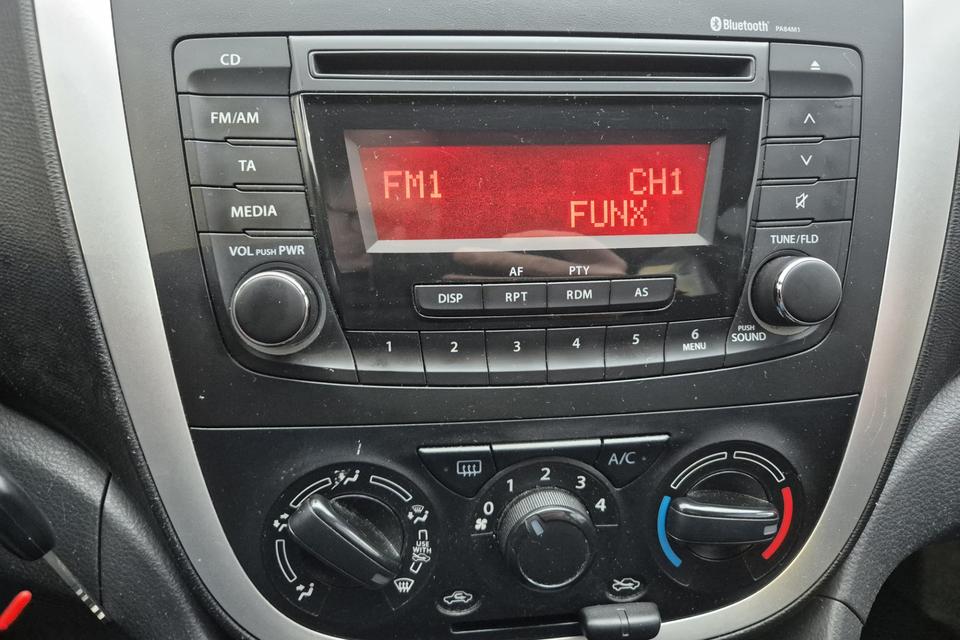 Bluetooth PA84M1
CD
FM/AM
TA
MEDIA
VOL PUSH PWR
FM1 CH1
FUNX
TUNE/FLD
AF PTY
DISP RPT RDM AS
1 2 3 4 5 6
MENU
PUSH
SOUND
A/C
0 1 2 3 4
USE
WITH